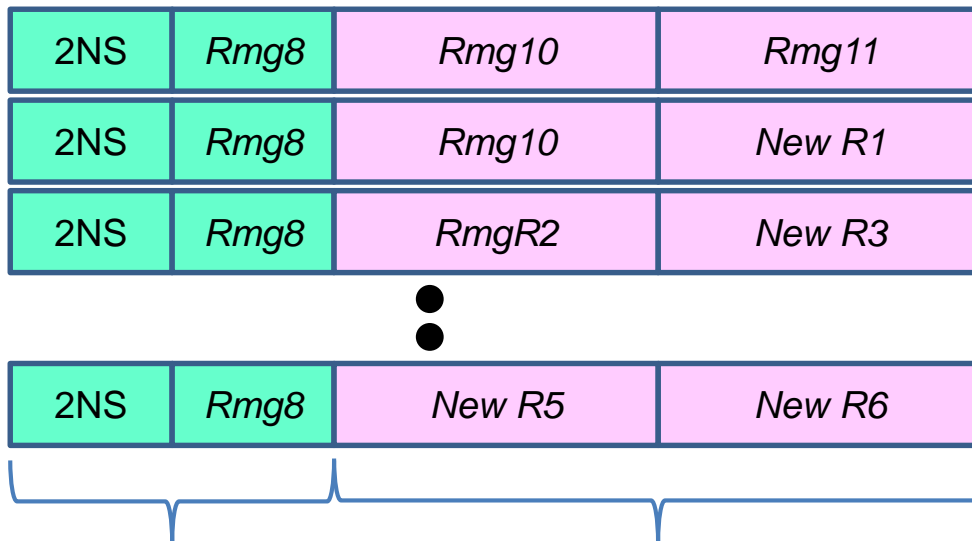 2NS Rmg8 Rmg10 Rmg11
2NS Rmg8 Rmg10 New R1
2NS Rmg8 RmgR2 New R3
2NS Rmg8 New R5 New R6